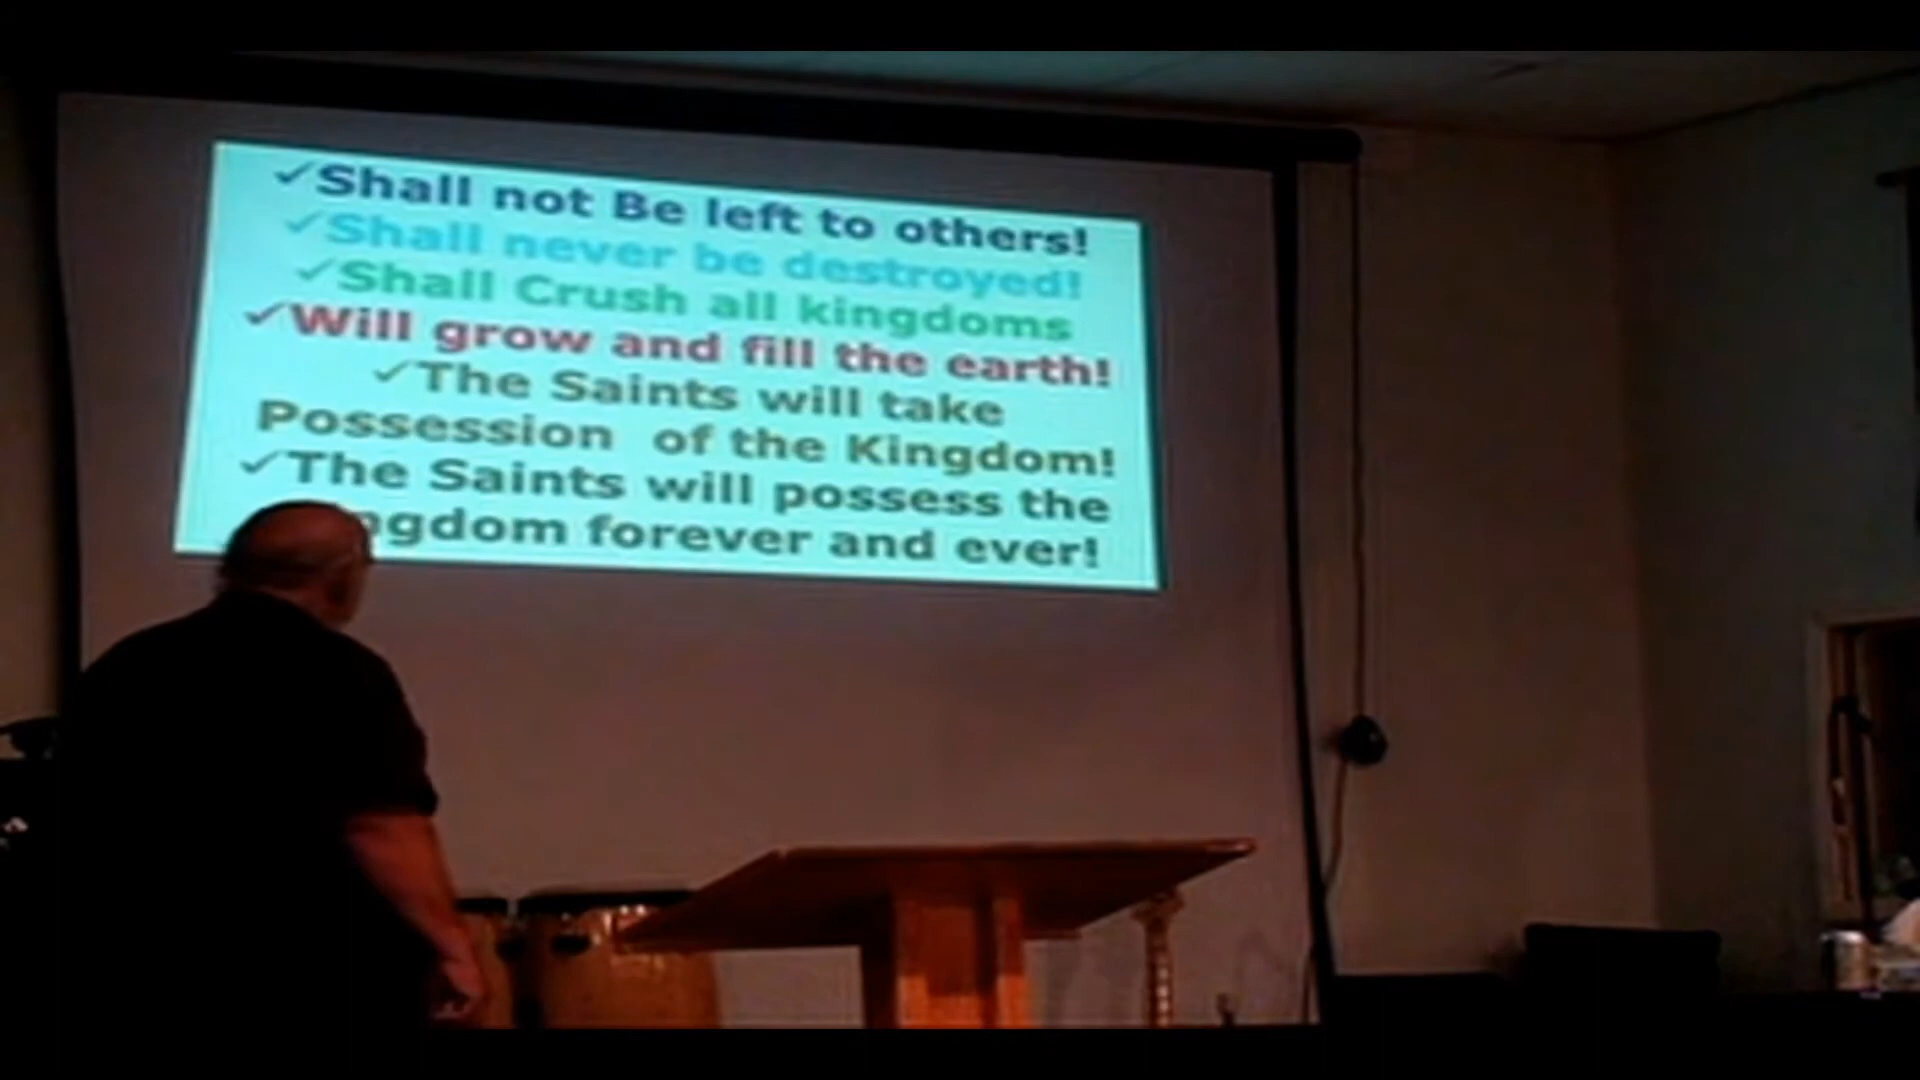 ✓Shall not Be left to others!
✓Shall never be destroyed!
✓Shall Crush all kingdoms
✓Will grow and fill the earth!
✓The Saints will take
Possession of the Kingdom!
✓The Saints will possess the
ngdom forever and ever!